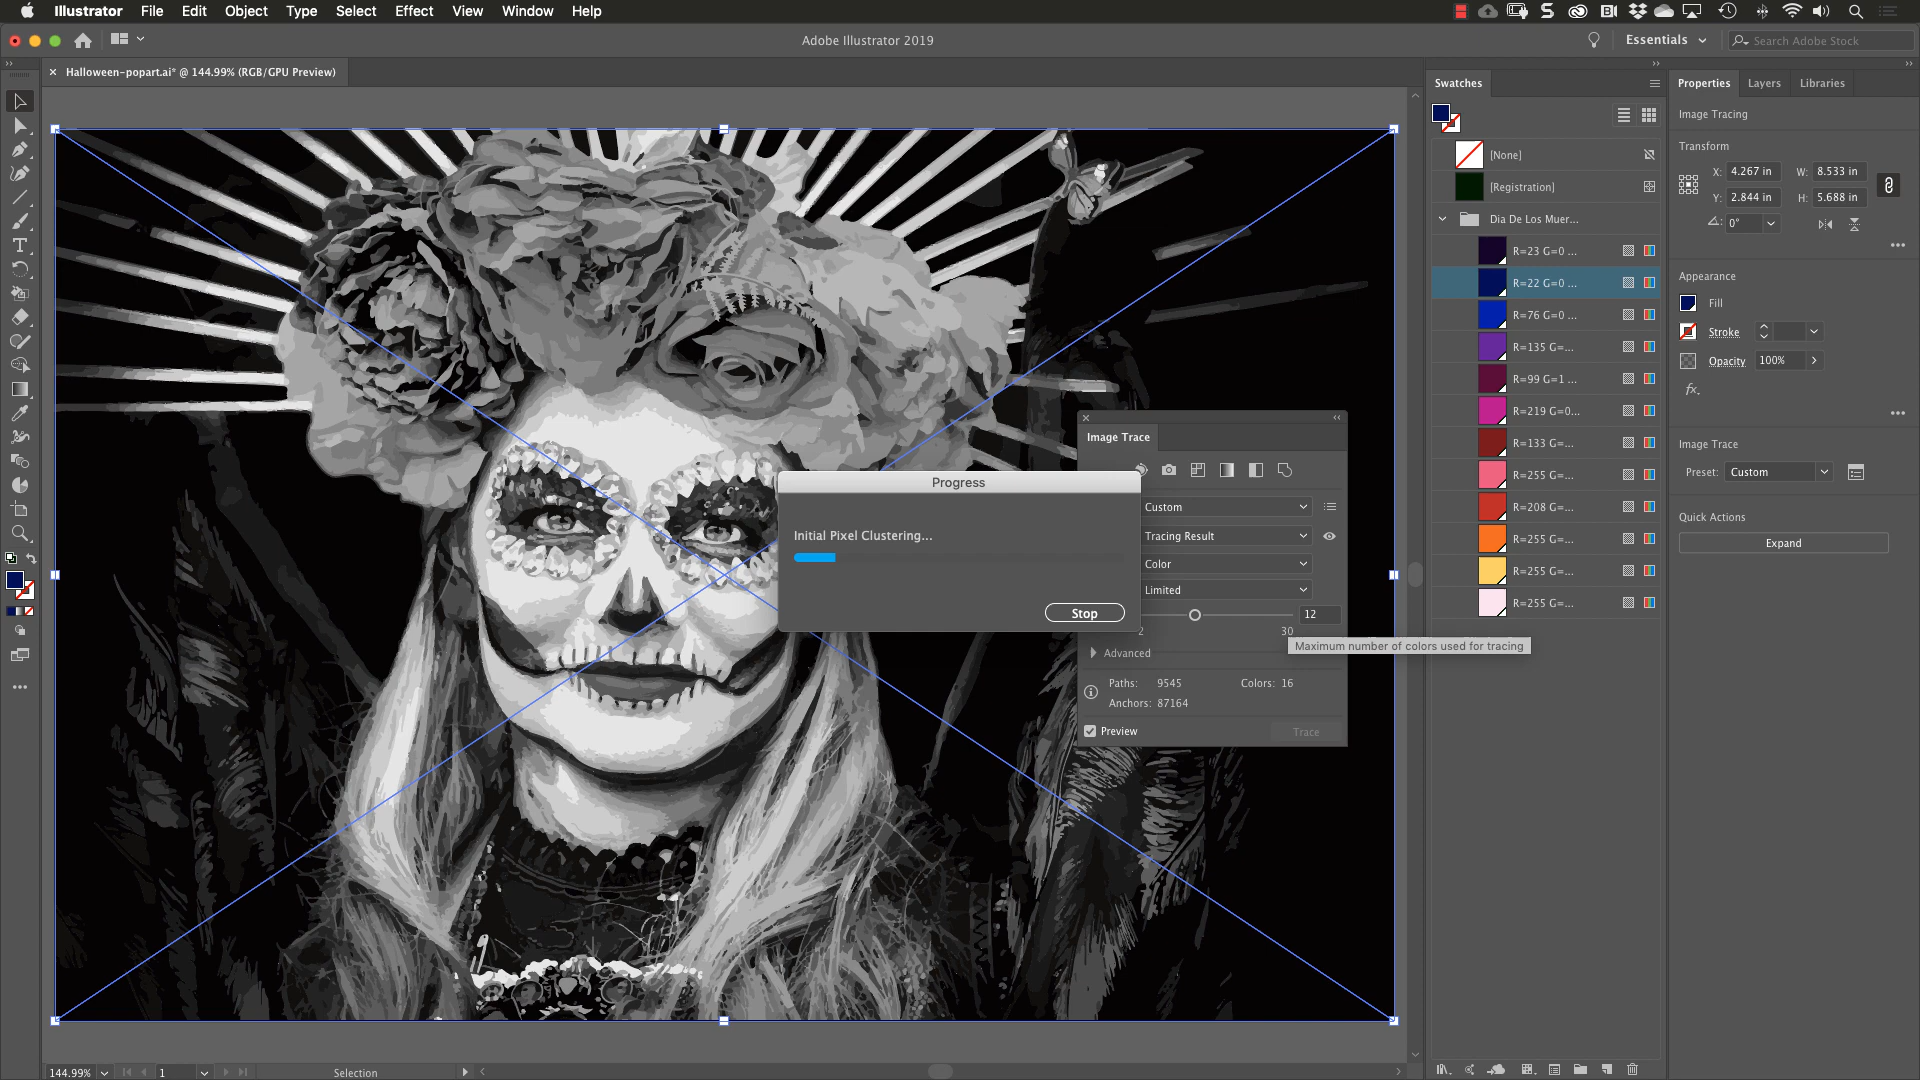 Illustrator File Edit Object Type Select Effect View Window Help
Adobe Illustrator 2019
Essentials
Search Adobe Stock
Halloween-popart.ai* @ 144.99% (RGB/GPU Preview)
Swatches
[None]
[Registration]
Dia De Los Muer...
R=23 G=0 ...
R=22 G=0 ...
R=76 G=0 ...
R=135 G=...
R=99 G=1 ...
R=219 G=0...
R=133 G=...
R=255 G=...
R=208 G=...
R=255 G=...
R=255 G=...
R=255 G=...
Properties Layers Libraries
Image Tracing
Transform
X: 4.267 in W: 8.533 in
Y: 2.844 in H: 5.688 in
0°
Appearance
Fill
Stroke
Opacity 100%
fx.
Image Trace
Preset: Custom
Quick Actions
Expand
Image Trace
Custom
Tracing Result
Color
Limited
12
2 30
Maximum number of colors used for tracing
Advanced
Paths: 9545 Colors: 16
Anchors: 87164
Preview
Trace
Progress
Initial Pixel Clustering...
Stop
144.99% 1 Selection